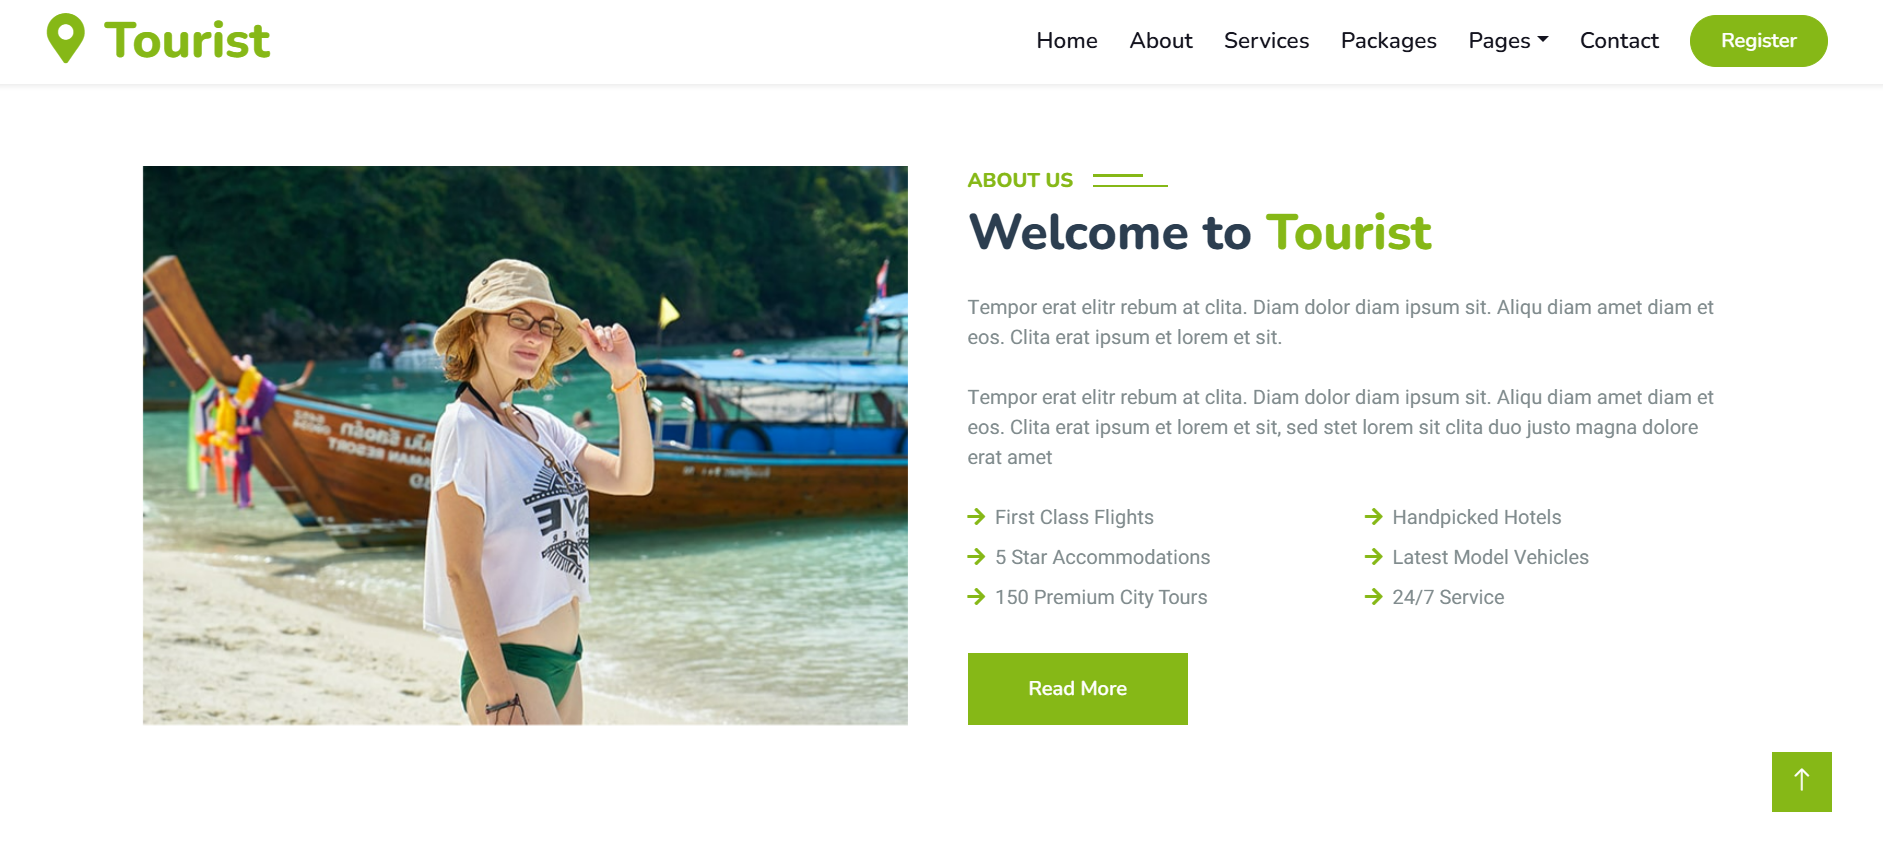 Tourist
Home About Services Packages Pages Contact Register
ABOUT US
Welcome to Tourist
Tempor erat elitr rebum at clita. Diam dolor diam ipsum sit. Aliqu diam amet diam et
eos. Clita erat ipsum et lorem et sit.
Tempor erat elitr rebum at clita. Diam dolor diam ipsum sit. Aliqu diam amet diam et
eos. Clita erat ipsum et lorem et sit, sed stet lorem sit clita duo justo magna dolore
erat amet
First Class Flights
Handpicked Hotels
5 Star Accommodations
Latest Model Vehicles
150 Premium City Tours
24/7 Service
Read More